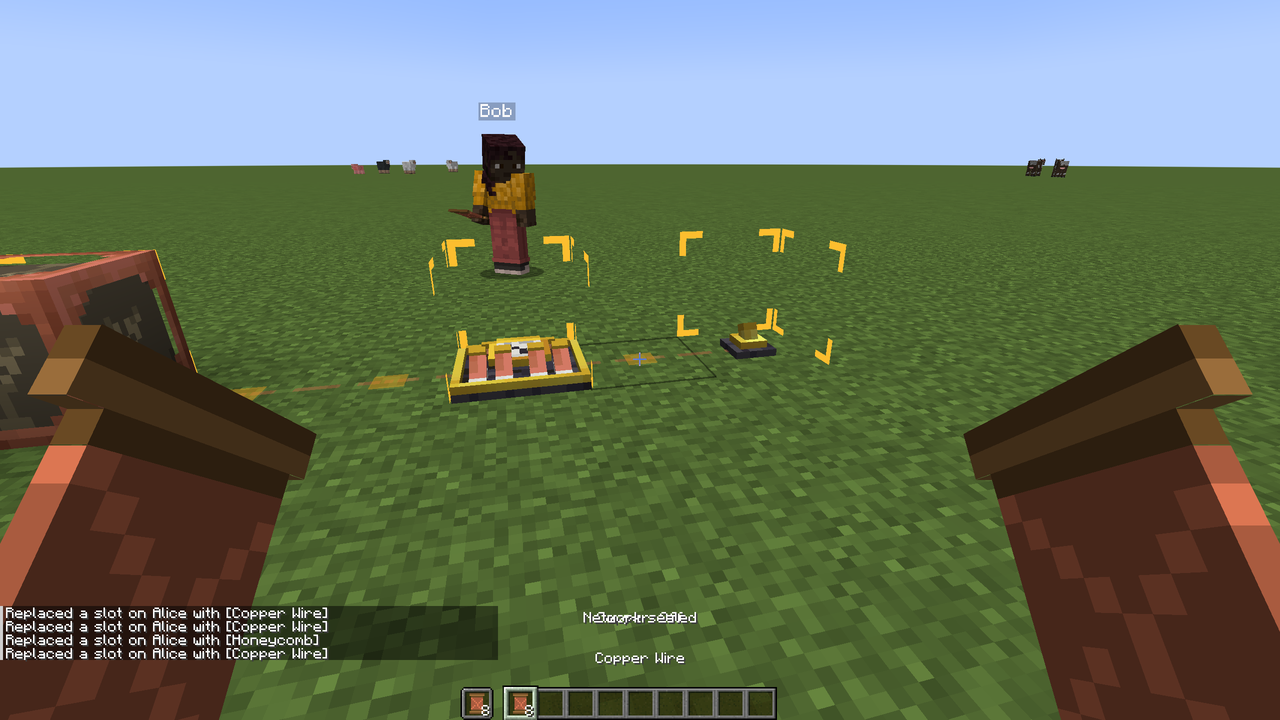 Bob
Replaced a slot on Alice with [Copper Wire]
Replaced a slot on Alice with [Copper Wire]
Replaced a slot on Alice with [Honeycomb]
Replaced a slot on Alice with [Copper Wire]
Copper Wire
8
8